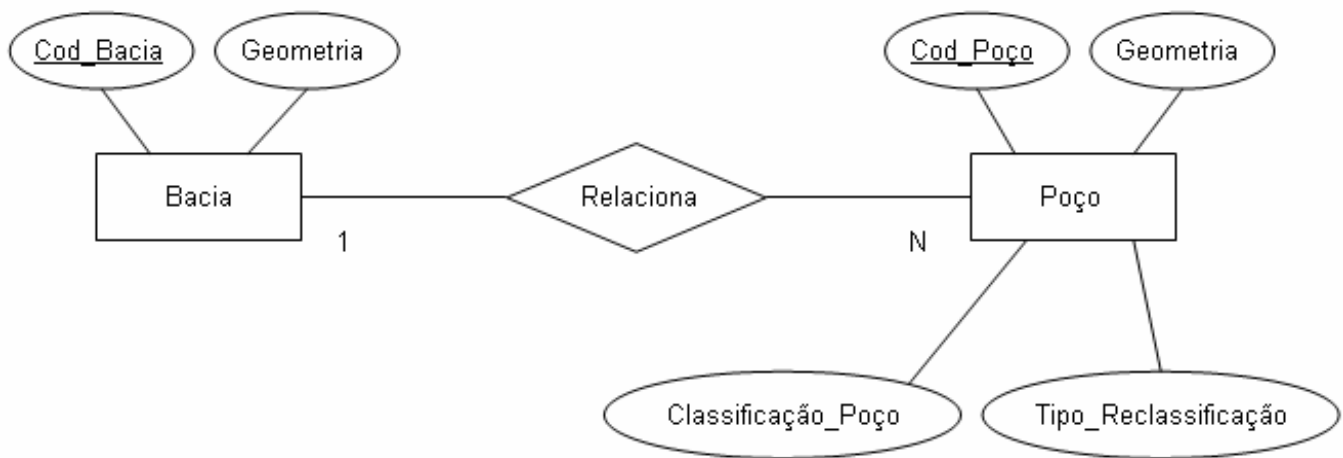 Cod_Bacia
Geometria
Cod_Poço
Geometria
Bacia
Relaciona
Poço
1
N
Classificação_Poço
Tipo_Reclassificação